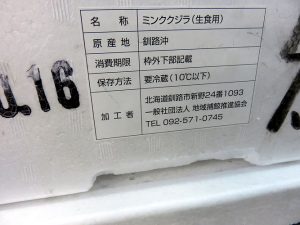 名称 ミンククジラ(生食用)
原産地 釧路沖
消費期限 枠外下部記載
保存方法 要冷蔵(10℃以下)
加工者 北海道釧路市新野24番1093
一般社団法人 地域捕鯨推進協会
TEL 092-571-0745
.16